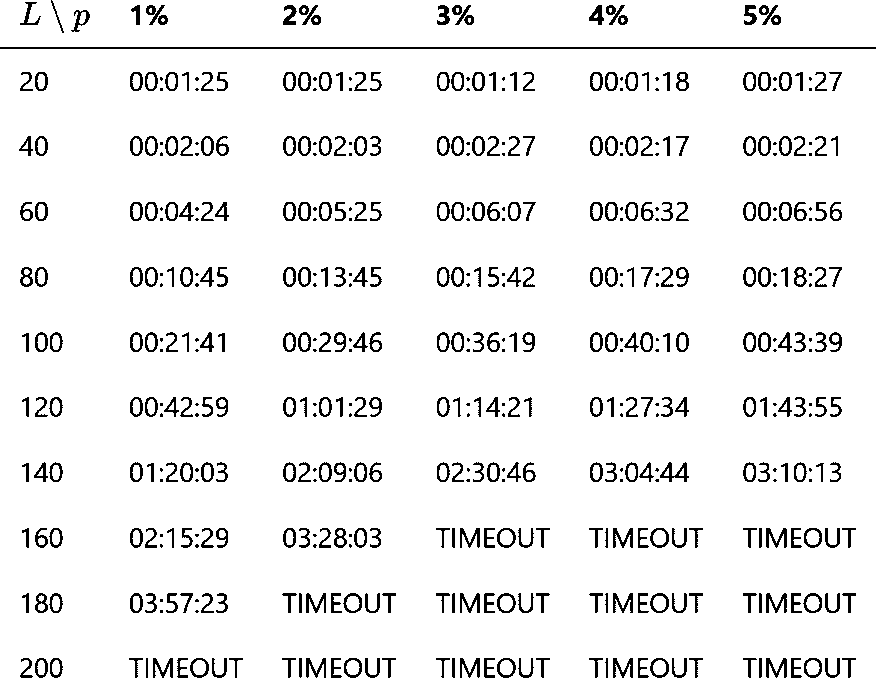 L \ p 1% 2% 3% 4% 5%
20 00:01:25 00:01:25 00:01:12 00:01:18 00:01:27
40 00:02:06 00:02:03 00:02:27 00:02:17 00:02:21
60 00:04:24 00:05:25 00:06:07 00:06:32 00:06:56
80 00:10:45 00:13:45 00:15:42 00:17:29 00:18:27
100 00:21:41 00:29:46 00:36:19 00:40:10 00:43:39
120 00:42:59 01:01:29 01:14:21 01:27:34 01:43:55
140 01:20:03 02:09:06 02:30:46 03:04:44 03:10:13
160 02:15:29 03:28:03 TIMEOUT TIMEOUT TIMEOUT
180 03:57:23 TIMEOUT TIMEOUT TIMEOUT TIMEOUT
200 TIMEOUT TIMEOUT TIMEOUT TIMEOUT TIMEOUT